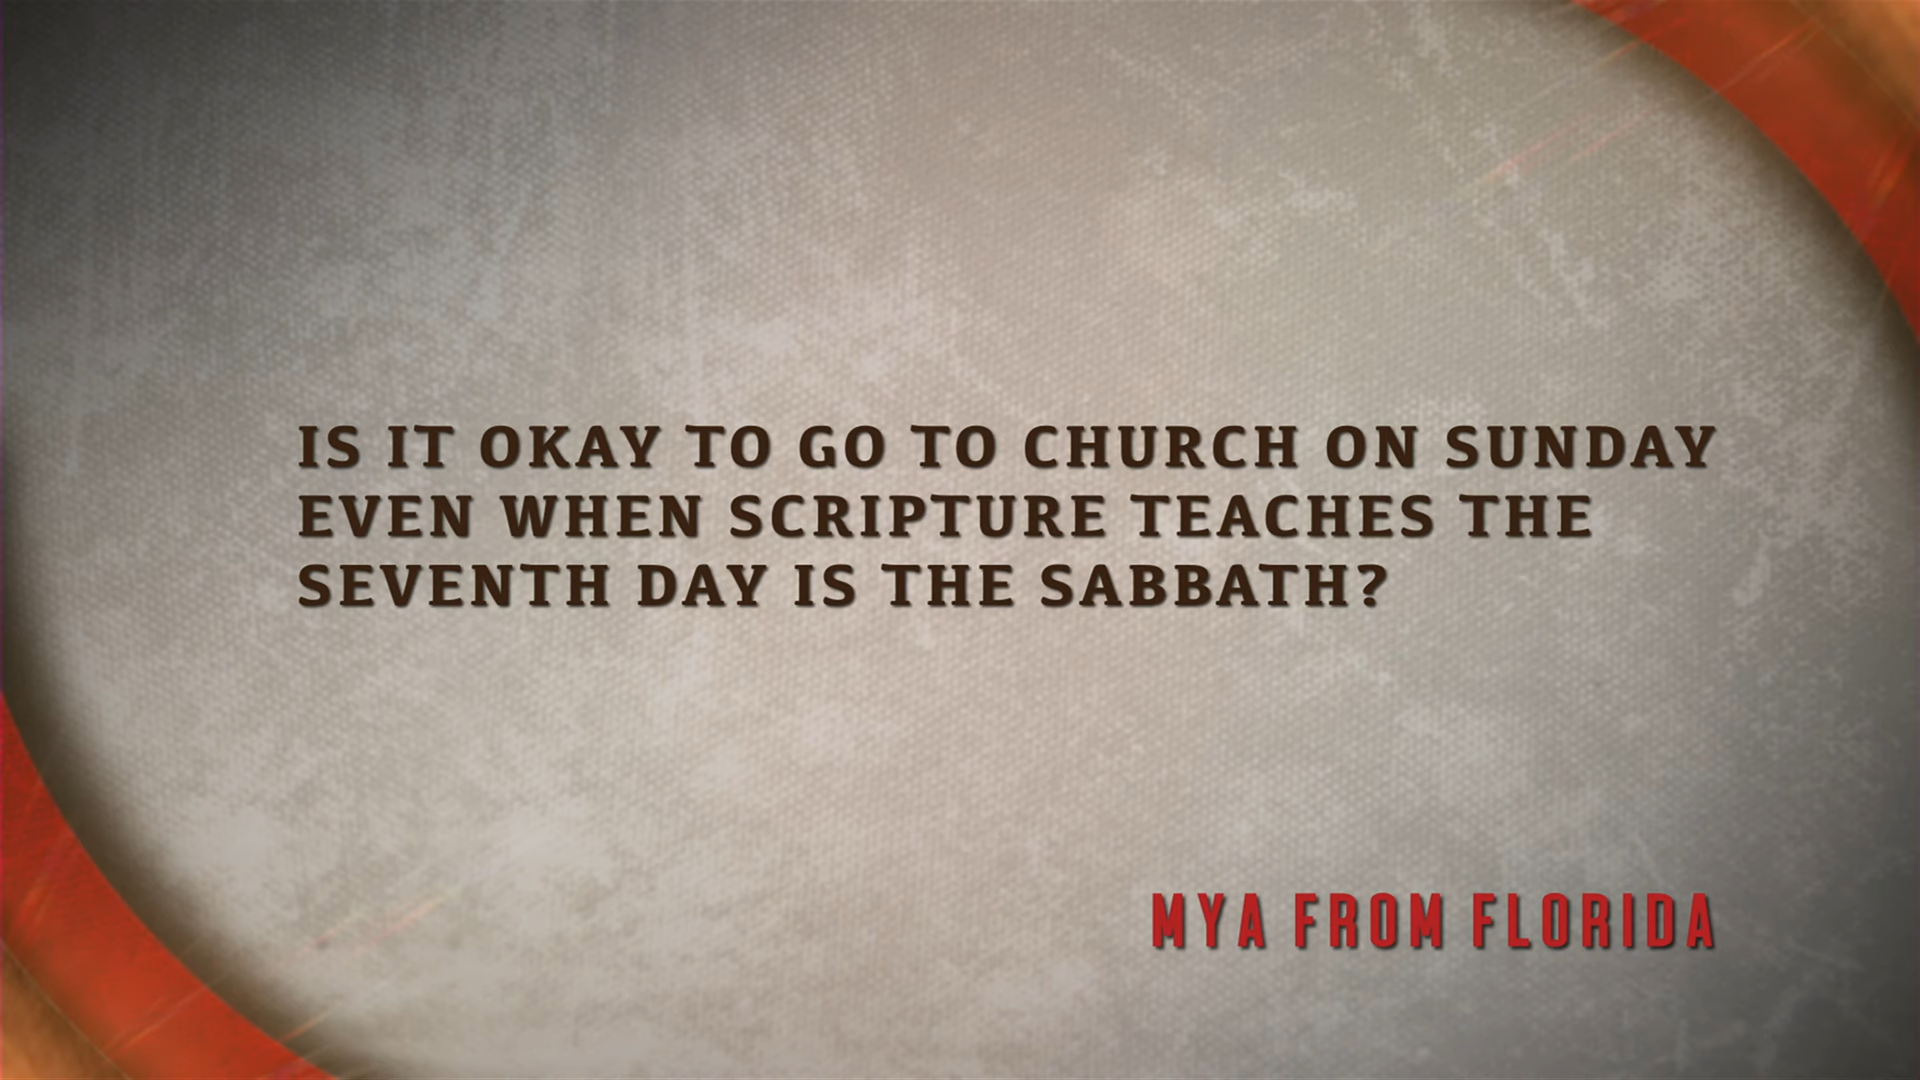 IS IT OKAY TO GO TO CHURCH ON SUNDAY
EVEN WHEN SCRIPTURE TEACHES THE
SEVENTH DAY IS THE SABBATH?
MYA FROM FLORIDA